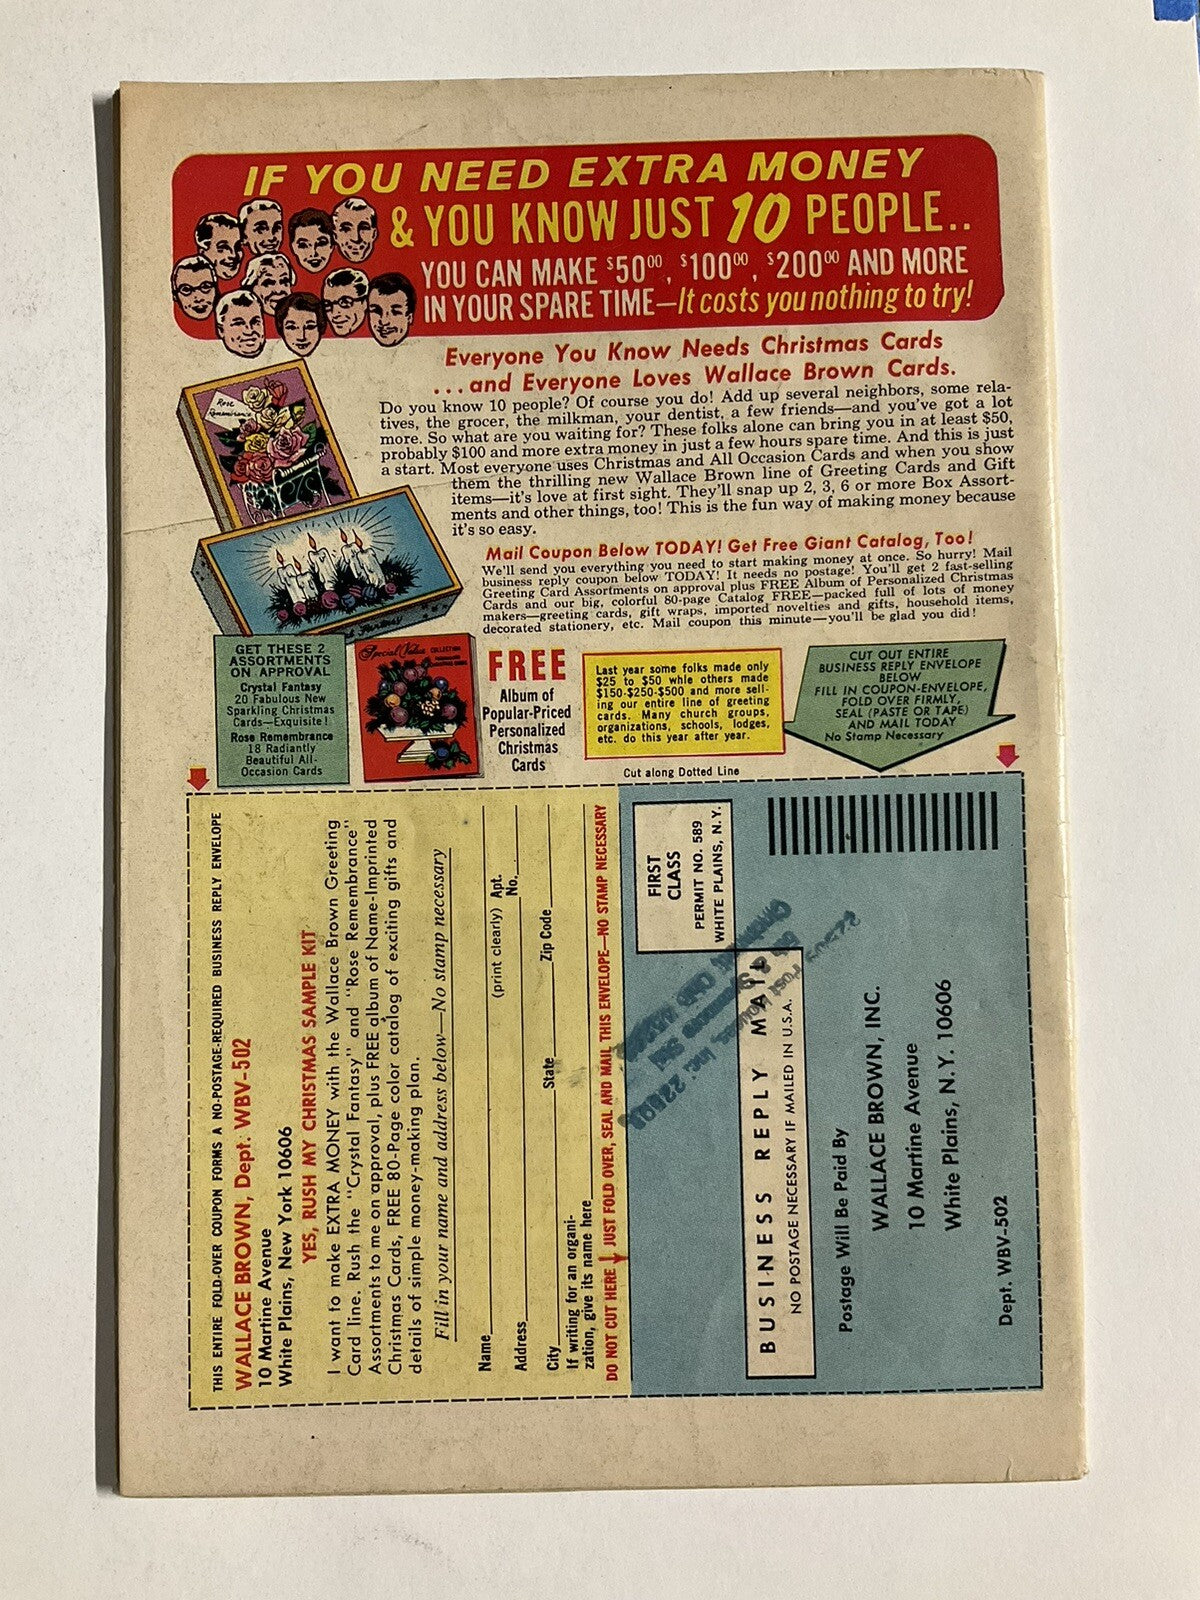 IF YOU NEED EXTRA MONEY
& YOU KNOW JUST 10 PEOPLE..
YOU CAN MAKE $50⁰⁰, $100⁰⁰, $200⁰⁰ AND MORE
IN YOUR SPARE TIME—It costs you nothing to try!
Everyone You Know Needs Christmas Cards
...and Everyone Loves Wallace Brown Cards.
Do you know 10 people? Of course you do! Add up several neighbors, some rela-
tives, the grocer, the milkman, your dentist, a few friends—and you've got a lot
more. So what are you waiting for? These folks alone can bring you in at least $50,
probably $100 and more extra money in just a few hours spare time. And this is just
a start. Most everyone uses Christmas and All Occasion Cards and when you show
them the thrilling new Wallace Brown line of Greeting Cards and Gift
items—it's love at first sight. They'll snap up 2, 3, 6 or more Box Assort-
ments and other things, too! This is the fun way of making money because
it's so easy.
Rose
Remembrance
Mail Coupon Below TODAY! Get Free Giant Catalog, Too!
We'll send you everything you need to start making money at once. So hurry! Mail
business reply coupon below TODAY! It needs no postage! You'll get 2 fast-selling
Greeting Card Assortments on approval plus FREE Album of Personalized Christmas
Cards and our big, colorful 80-page Catalog FREE—packed full of lots of money
makers—greeting cards, gift wraps, imported novelties and gifts, household items,
decorated stationery, etc. Mail coupon this minute—you'll be glad you did!
Fantasy
GET THESE 2
ASSORTMENTS
ON APPROVAL
Crystal Fantasy
20 Fabulous New
Sparkling Christmas
Cards—Exquisite!
Rose Remembrance
18 Radiantly
Beautiful All-
Occasion Cards
Special Value COLLECTION
FREE
Album of
Popular-Priced
Personalized
Christmas
Cards
Last year some folks made only
$25 to $50 while others made
$150-$250-$500 and more sell-
ing our entire line of greeting
cards. Many church groups,
organizations, schools, lodges,
etc. do this year after year.
CUT OUT ENTIRE
BUSINESS REPLY ENVELOPE
BELOW
FILL IN COUPON-ENVELOPE,
FOLD OVER FIRMLY,
SEAL (PASTE OR TAPE)
AND MAIL TODAY
No Stamp Necessary
Cut along Dotted Line
THIS ENTIRE FOLD-OVER COUPON FORMS A NO-POSTAGE-REQUIRED BUSINESS REPLY ENVELOPE
WALLACE BROWN, Dept. WBV-502
10 Martine Avenue
White Plains, New York 10606
YES, RUSH MY CHRISTMAS SAMPLE KIT
I want to make EXTRA MONEY with the Wallace Brown Greeting
Card line. Rush the "Crystal Fantasy" and "Rose Remembrance"
Assortments to me on approval, plus FREE album of Name-Imprinted
Christmas Cards, FREE 80-Page color catalog of exciting gifts and
details of simple money-making plan.
Fill in your name and address below—No stamp necessary
Name (print clearly)
Address Apt. No.
City State Zip Code
If writing for an organi-
zation, give its name here
DO NOT CUT HERE JUST FOLD OVER, SEAL AND MAIL THIS ENVELOPE—NO STAMP NECESSARY
FIRST
CLASS
PERMIT NO. 589
WHITE PLAINS, N.Y.
BUSINESS REPLY MAIL
NO POSTAGE NECESSARY IF MAILED IN U.S.A.
Postage Will Be Paid By
WALLACE BROWN, INC.
10 Martine Avenue
White Plains, N.Y. 10606
Dept. WBV-502